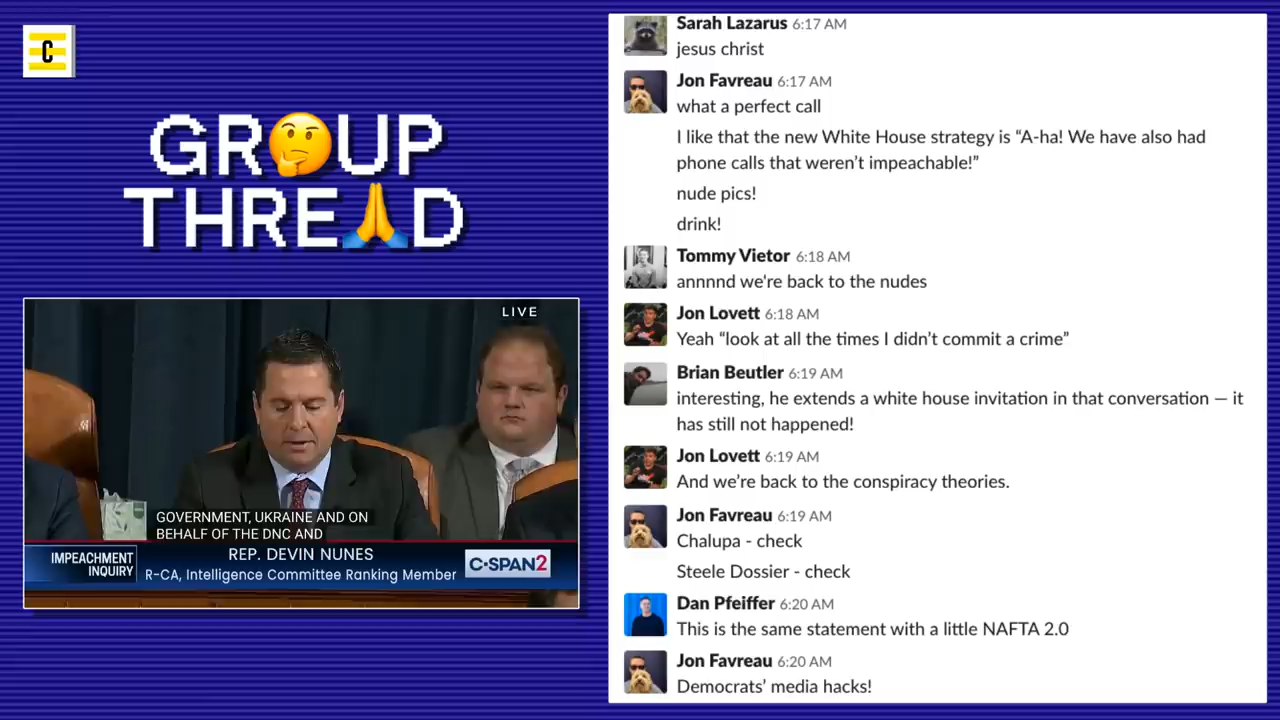 C
GR🤔UP
THRE🙏D
LIVE
GOVERNMENT, UKRAINE AND ON
BEHALF OF THE DNC AND
IMPEACHMENT
INQUIRY
REP. DEVIN NUNES
R-CA, Intelligence Committee Ranking Member
C-SPAN2
Sarah Lazarus 6:17 AM
jesus christ
Jon Favreau 6:17 AM
what a perfect call
I like that the new White House strategy is “A-ha! We have also had
phone calls that weren’t impeachable!”
nude pics!
drink!
Tommy Vietor 6:18 AM
annnnd we're back to the nudes
Jon Lovett 6:18 AM
Yeah “look at all the times I didn’t commit a crime”
Brian Beutler 6:19 AM
interesting, he extends a white house invitation in that conversation — it
has still not happened!
Jon Lovett 6:19 AM
And we’re back to the conspiracy theories.
Jon Favreau 6:19 AM
Chalupa - check
Steele Dossier - check
Dan Pfeiffer 6:20 AM
This is the same statement with a little NAFTA 2.0
Jon Favreau 6:20 AM
Democrats’ media hacks!